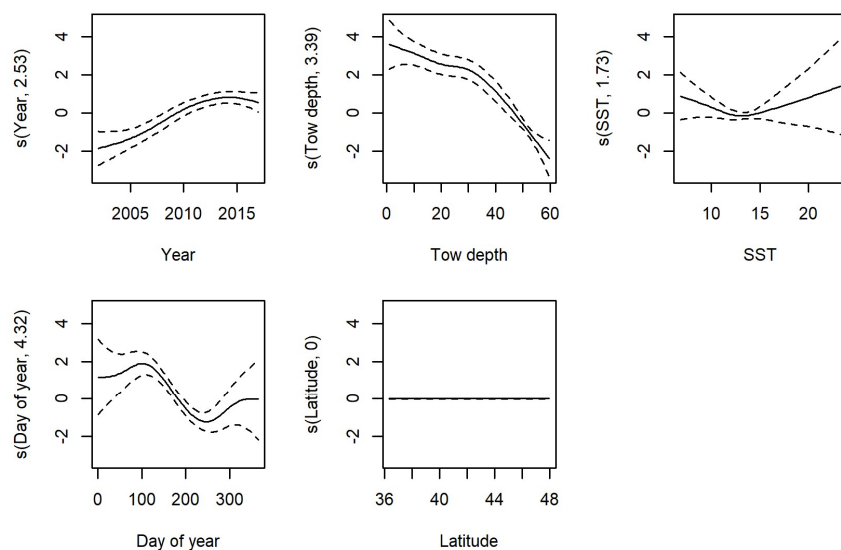 s(Year, 2.53)
4
2
0
-2
2005 2010 2015
Year
s(Tow depth, 3.39)
4
2
0
-2
0 20 40 60
Tow depth
s(SST, 1.73)
4
2
0
-2
10 15 20
SST
s(Day of year, 4.32)
4
2
0
-2
0 100 200 300
Day of year
s(Latitude, 0)
4
2
0
-2
36 40 44 48
Latitude